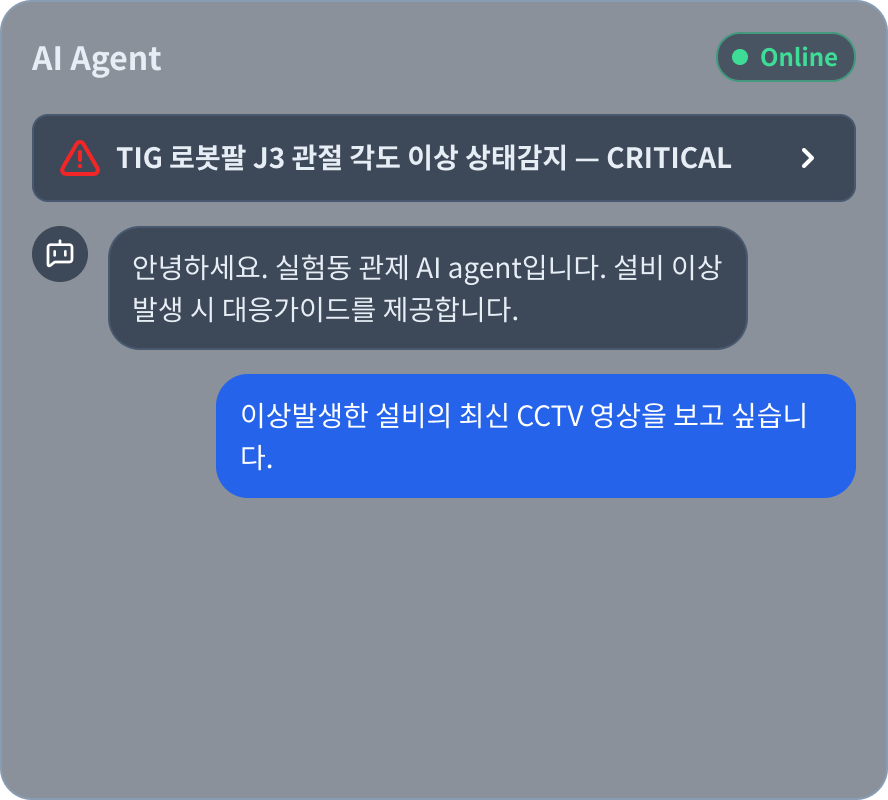 AI Agent
Online
TIG 로봇팔 J3 관절 각도 이상 상태감지 — CRITICAL
안녕하세요. 실험동 관제 AI agent입니다. 설비 이상
발생 시 대응가이드를 제공합니다.
이상발생한 설비의 최신 CCTV 영상을 보고 싶습니
다.